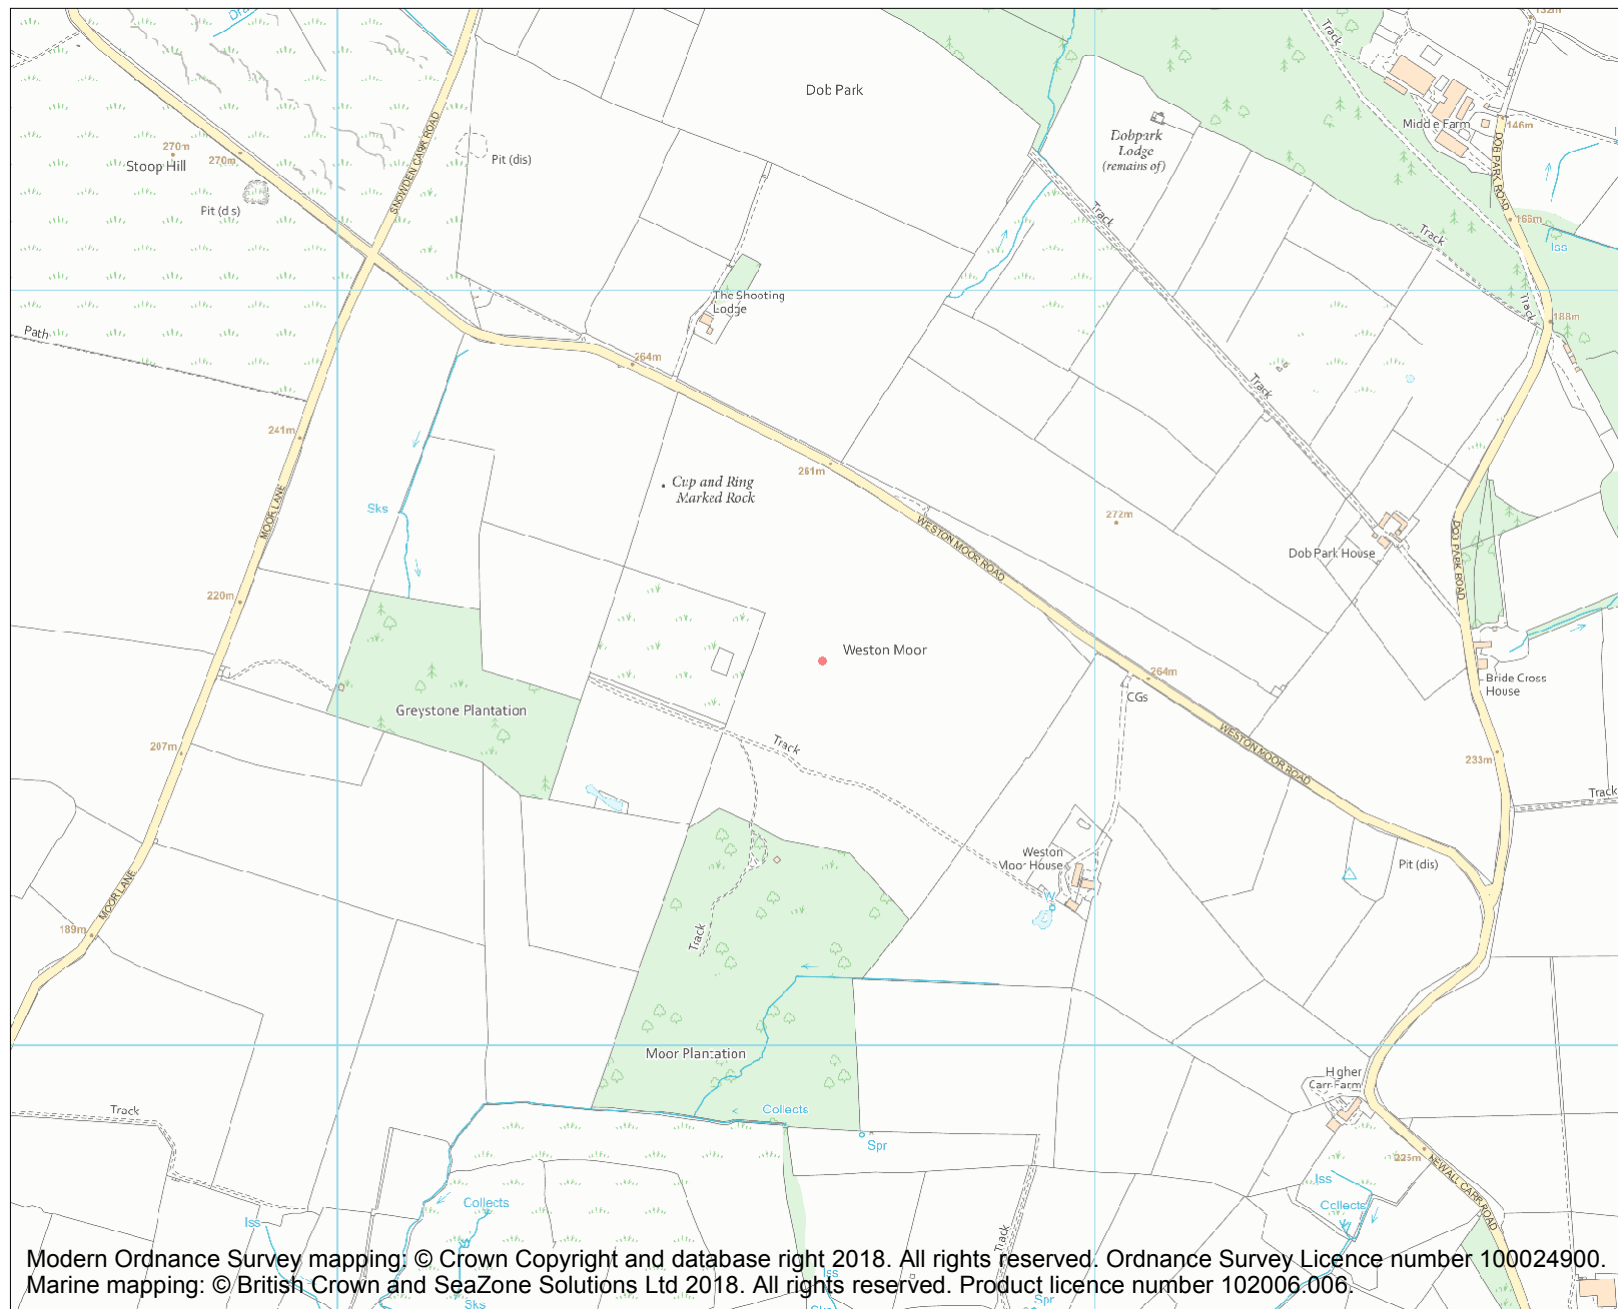 Dra
132m
Track
Dob Park
Middle Farm
146m
Dobpark
Lodge
(remains of)
270m
270m
Stoop Hill
Pit (dis)
Pit (dis)
SNOWDEN CARR ROAD
DOB PARK ROAD
166m
Iss
Track
Track
Track
The Shooting
Lodge
188m
Path
264m
Track
241m
261m
Cup and Ring
Marked Rock
Sks
MOOR LANE
WESTON MOOR ROAD
272m
Dob Park House
DOB PARK ROAD
220m
Weston Moor
264m
CGs
Bride Cross
House
Greystone Plantation
207m
Track
WESTON MOOR ROAD
233m
Track
Weston
Moor House
W
Pit (dis)
MOOR LANE
189m
Track
Moor Plantation
Higher
Carr Farm
Track
Collects
Spr
225m
NEWALL CARR ROAD
Iss
Collects
Collects
Iss
Track
Modern Ordnance Survey mapping: © Crown Copyright and database right 2018. All rights reserved. Ordnance Survey Licence number 100024900.
Marine mapping: © British Crown and SeaZone Solutions Ltd 2018. All rights reserved. Product licence number 102006.006.
Iss
Sks
Spr